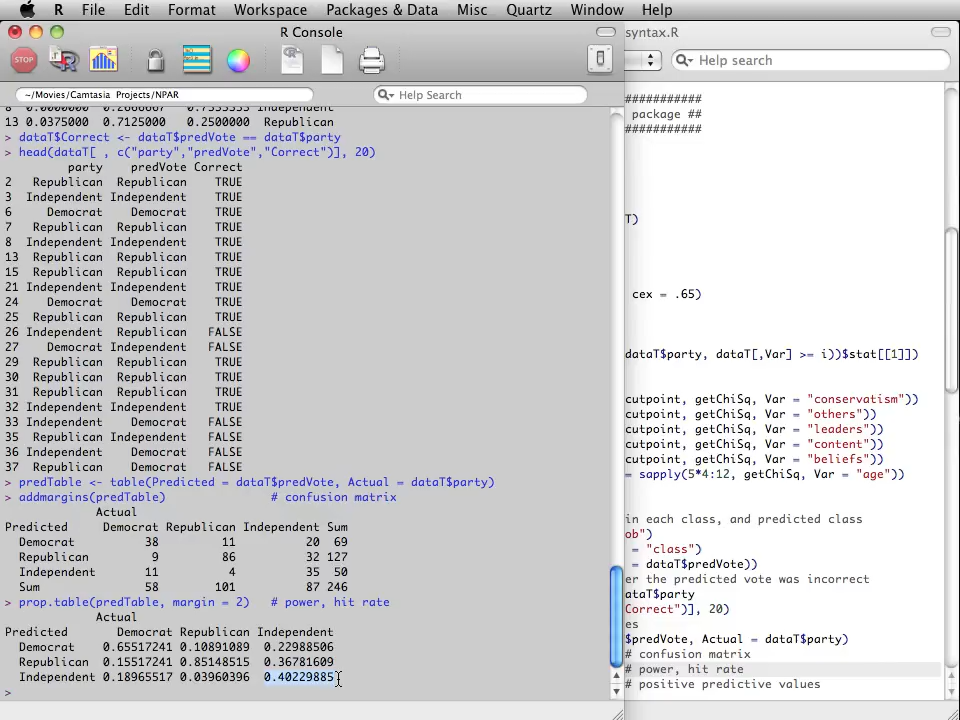 R File Edit Format Workspace Packages & Data Misc Quartz Window Help
R Console
syntax.R
STOP
Help search
~/Movies/Camtasia Projects/NPAR
Help Search
8 0.0000000 0.2666667 0.7333333 Independent
13 0.0375000 0.7125000 0.2500000 Republican
> dataT$Correct <- dataT$predVote == dataT$party
> head(dataT[ , c("party","predVote","Correct")], 20)
party predVote Correct
2 Republican Republican TRUE
3 Independent Independent TRUE
6 Democrat Democrat TRUE
7 Republican Republican TRUE
8 Independent Independent TRUE
13 Republican Republican TRUE
15 Republican Republican TRUE
21 Independent Independent TRUE
24 Democrat Democrat TRUE
25 Republican Republican TRUE
26 Independent Republican FALSE
27 Independent Democrat FALSE
29 Republican Republican TRUE
30 Republican Republican TRUE
31 Republican Republican TRUE
32 Independent Independent TRUE
33 Independent Democrat FALSE
35 Republican Independent FALSE
36 Independent Democrat FALSE
37 Republican Democrat FALSE
> predTable <- table(Predicted = dataT$predVote, Actual = dataT$party)
> addmargins(predTable) # confusion matrix
Actual
Predicted Democrat Republican Independent Sum
Democrat 38 11 20 69
Republican 9 86 32 127
Independent 11 4 35 50
Sum 58 101 87 246
> prop.table(predTable, margin = 2) # power, hit rate
Actual
Predicted Democrat Republican Independent
Democrat 0.65517241 0.10891089 0.22988506
Republican 0.15517241 0.85148515 0.36781609
Independent 0.18965517 0.03960396 0.40229885
>
###########
package ##
###########
T)
cex = .65)
dataT$party, dataT[,Var] >= i))$stat[[1]])
cutpoint, getChiSq, Var = "conservatism"))
cutpoint, getChiSq, Var = "others"))
cutpoint, getChiSq, Var = "leaders"))
cutpoint, getChiSq, Var = "content"))
cutpoint, getChiSq, Var = "beliefs"))
= sapply(5*4:12, getChiSq, Var = "age"))
in each class, and predicted class
ob")
= "class")
= dataT$predVote))
er the predicted vote was incorrect
ataT$party
Correct")], 20)
es
$predVote, Actual = dataT$party)
# confusion matrix
# power, hit rate
# positive predictive values